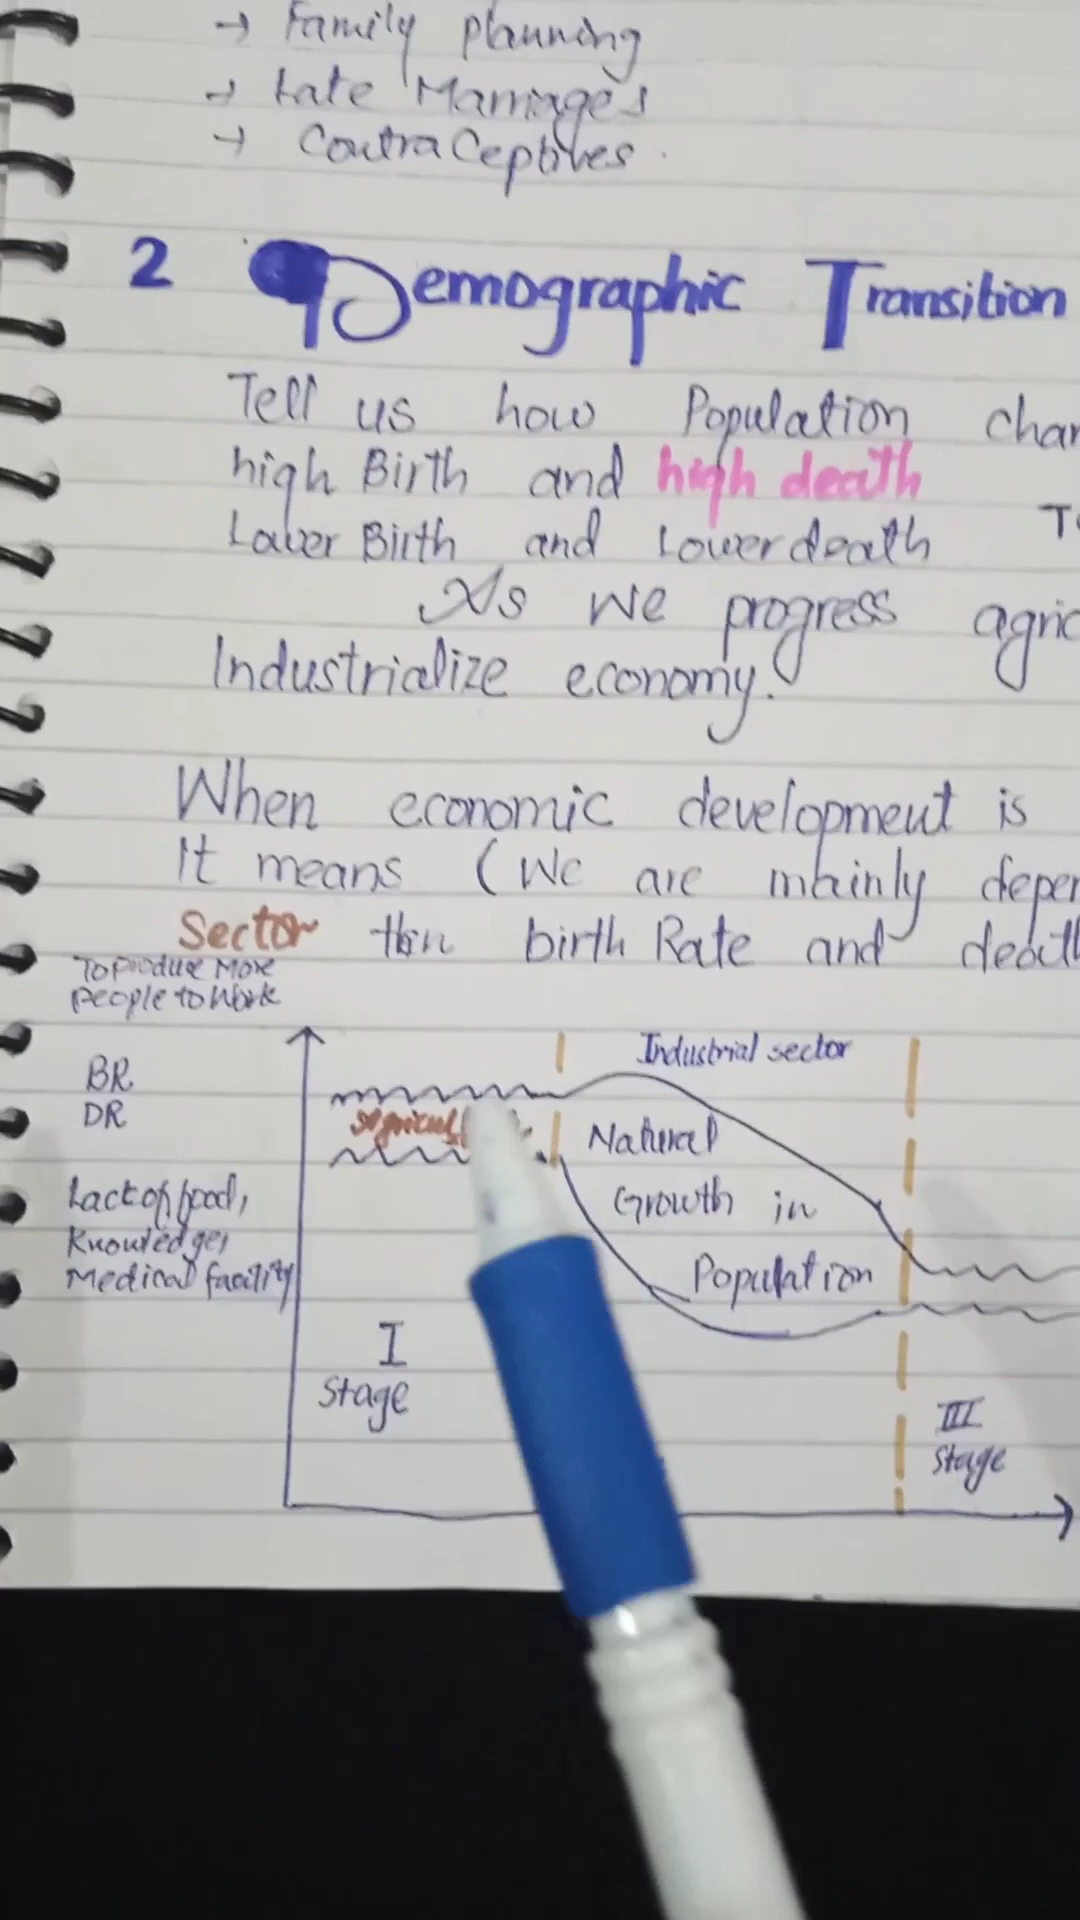 → Family planning
→ Late Marriages
→ Contra Ceptives.
2 Demographic Transition
Tell us how Population char
high Birth and high death
Lower Birth and Lower death T
As We progress agric
Industrialize economy.
When economic development is
It means (We are mainly depen
Sector then birth Rate and death
To Produce More
People to Work
BR
DR
Industrial sector
Natural
Growth in
Population
Lack of food,
Knowledge,
Medical facility
I
Stage
III
Stage